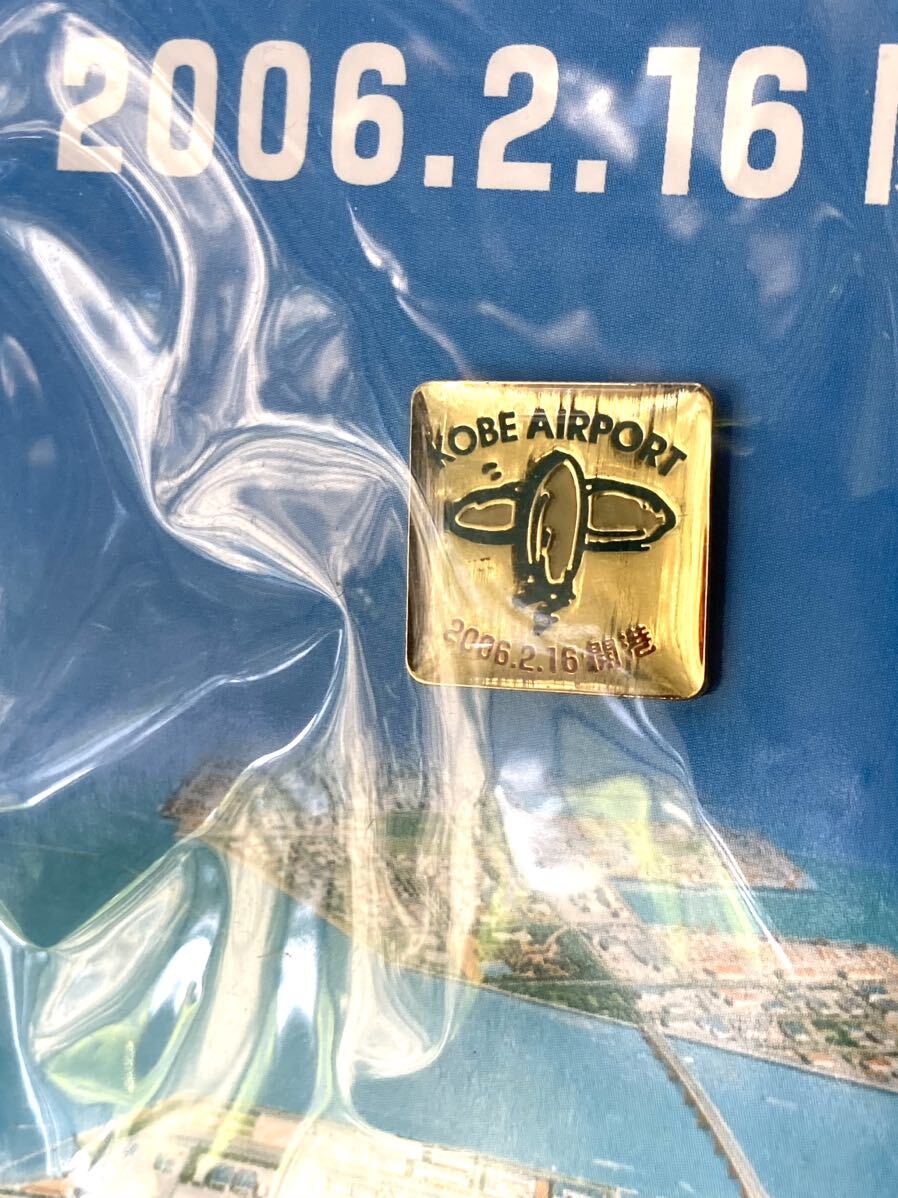 2006.2.16
KOBE AIRPORT
2006.2.16 開港